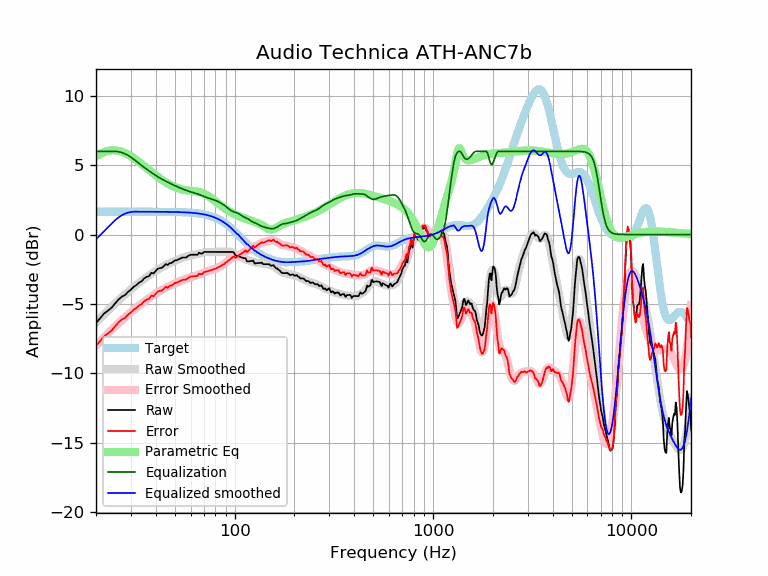 Audio Technica ATH-ANC7b
10
5
0
−5
−10
−15
−20
Amplitude (dBr)
Target
Raw Smoothed
Error Smoothed
Raw
Error
Parametric Eq
Equalization
Equalized smoothed
100
1000
10000
Frequency (Hz)